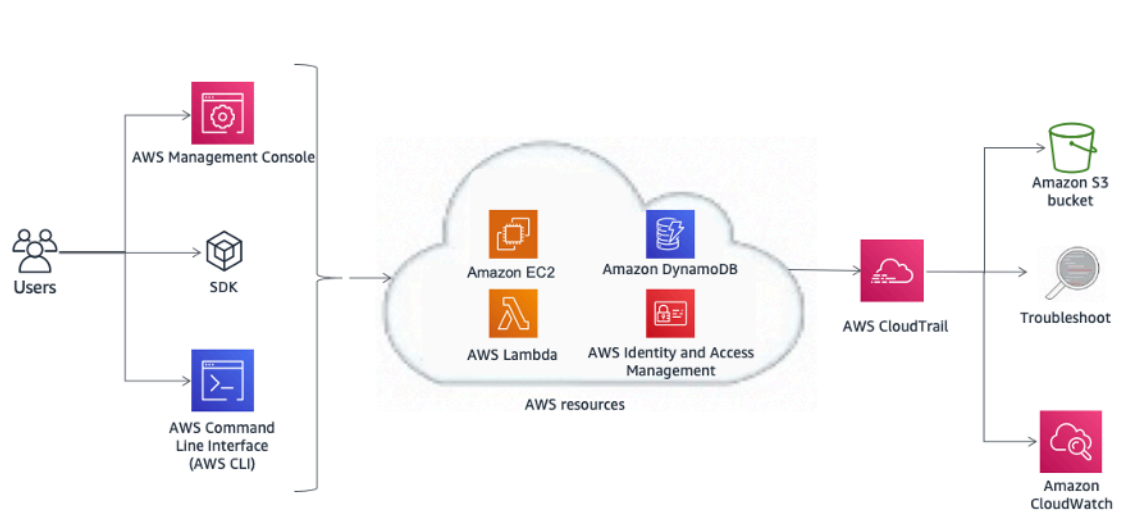 AWS Management Console
Users
SDK
AWS Command
Line Interface
(AWS CLI)
Amazon EC2
Amazon DynamoDB
AWS Lambda
AWS Identity and Access
Management
AWS resources
AWS CloudTrail
Amazon S3
bucket
Troubleshoot
Amazon
CloudWatch